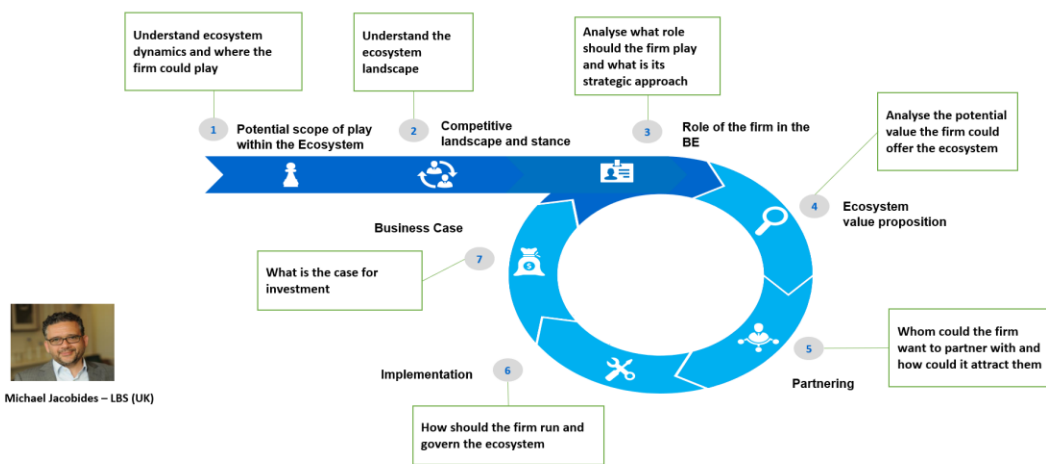 Understand ecosystem
dynamics and where the
firm could play
Understand the
ecosystem
landscape
Analyse what role
should the firm play
and what is its
strategic approach
1
Potential scope of play
within the Ecosystem
2
Competitive
landscape and stance
3
Role of the firm in the
BE
Analyse the potential
value the firm could
offer the ecosystem
4
Ecosystem
value proposition
Business Case
7
What is the case for
investment
$
Whom could the firm
want to partner with and
how could it attract them
5
Partnering
6
Implementation
How should the firm run and
govern the ecosystem
Michael Jacobides – LBS (UK)